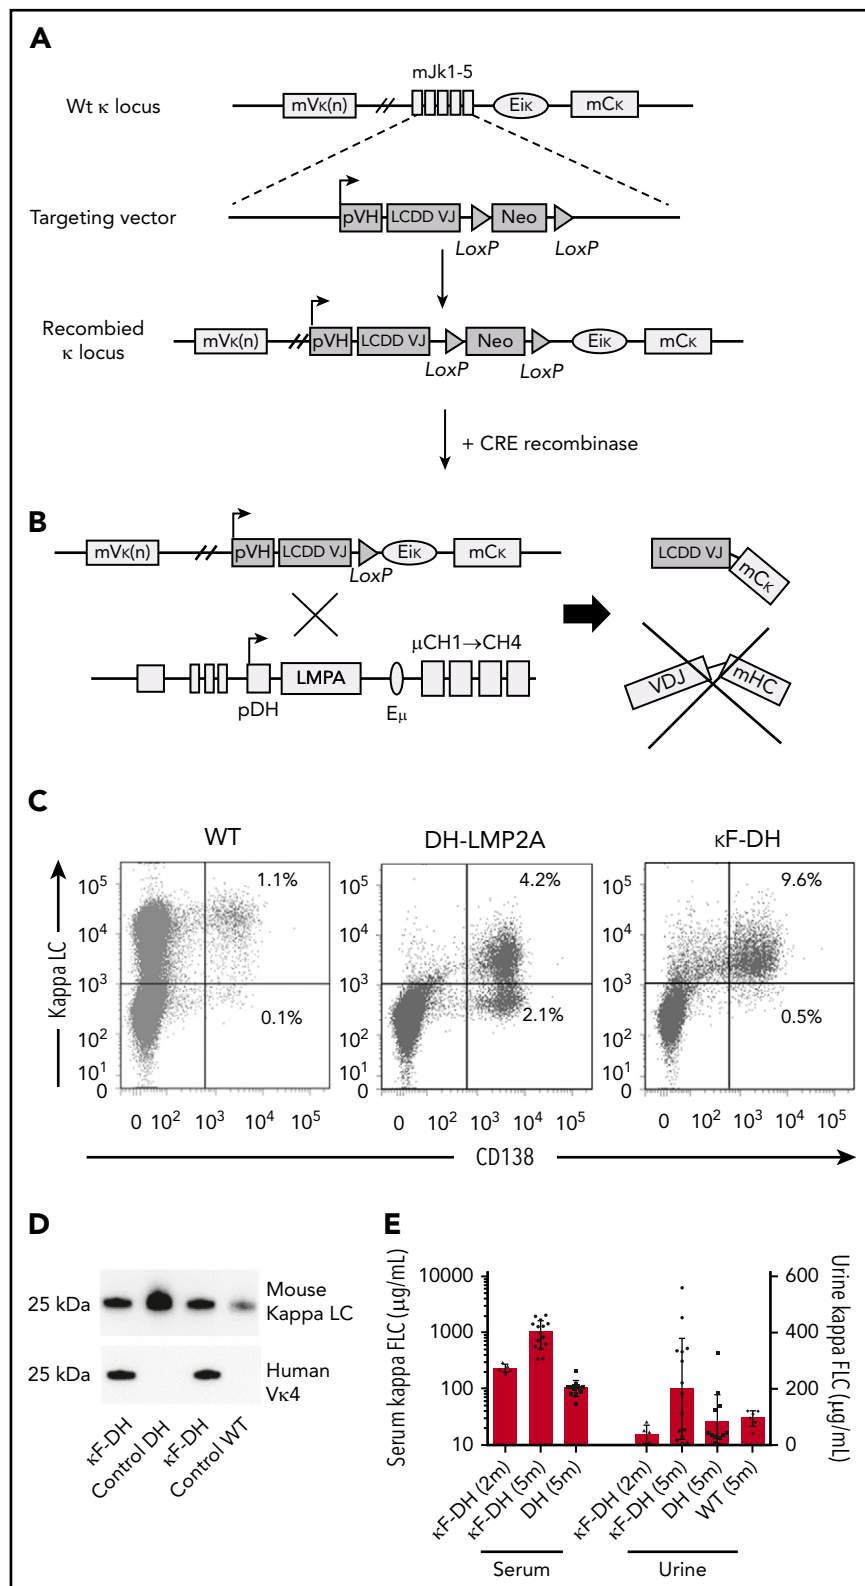 A
mJk1-5
Wt κ locus
mVκ(n)
Eiκ
mCκ
Targeting vector
pVH
LCDD VJ
Neo
LoxP
LoxP
Recombied
κ locus
mVκ(n)
pVH
LCDD VJ
Neo
Eiκ
mCκ
LoxP
LoxP
+ CRE recombinase
B
mVκ(n)
pVH
LCDD VJ
Eiκ
mCκ
LoxP
LCDD VJ
mCκ
μCH1→CH4
LMPA
pDH
Eμ
VDJ
mHC
C
WT
DH-LMP2A
κF-DH
Kappa LC
10⁵
10⁴
10³
10²
10¹
0
1.1%
0.1%
0 10² 10³ 10⁴ 10⁵
10⁵
10⁴
10³
10²
10¹
0
4.2%
2.1%
0 10² 10³ 10⁴ 10⁵
10⁵
10⁴
10³
10²
10¹
0
9.6%
0.5%
0 10² 10³ 10⁴ 10⁵
CD138
D
25 kDa
Mouse
Kappa LC
25 kDa
Human
Vκ4
κF-DH
Control DH
κF-DH
Control WT
E
Serum kappa FLC (μg/mL)
10000
1000
100
10
Urine kappa
FLC (μg/mL)
600
400
200
0
κF-DH (2m)
κF-DH (5m)
DH (5m)
κF-DH (2m)
κF-DH (5m)
DH (5m)
WT (5m)
Serum
Urine